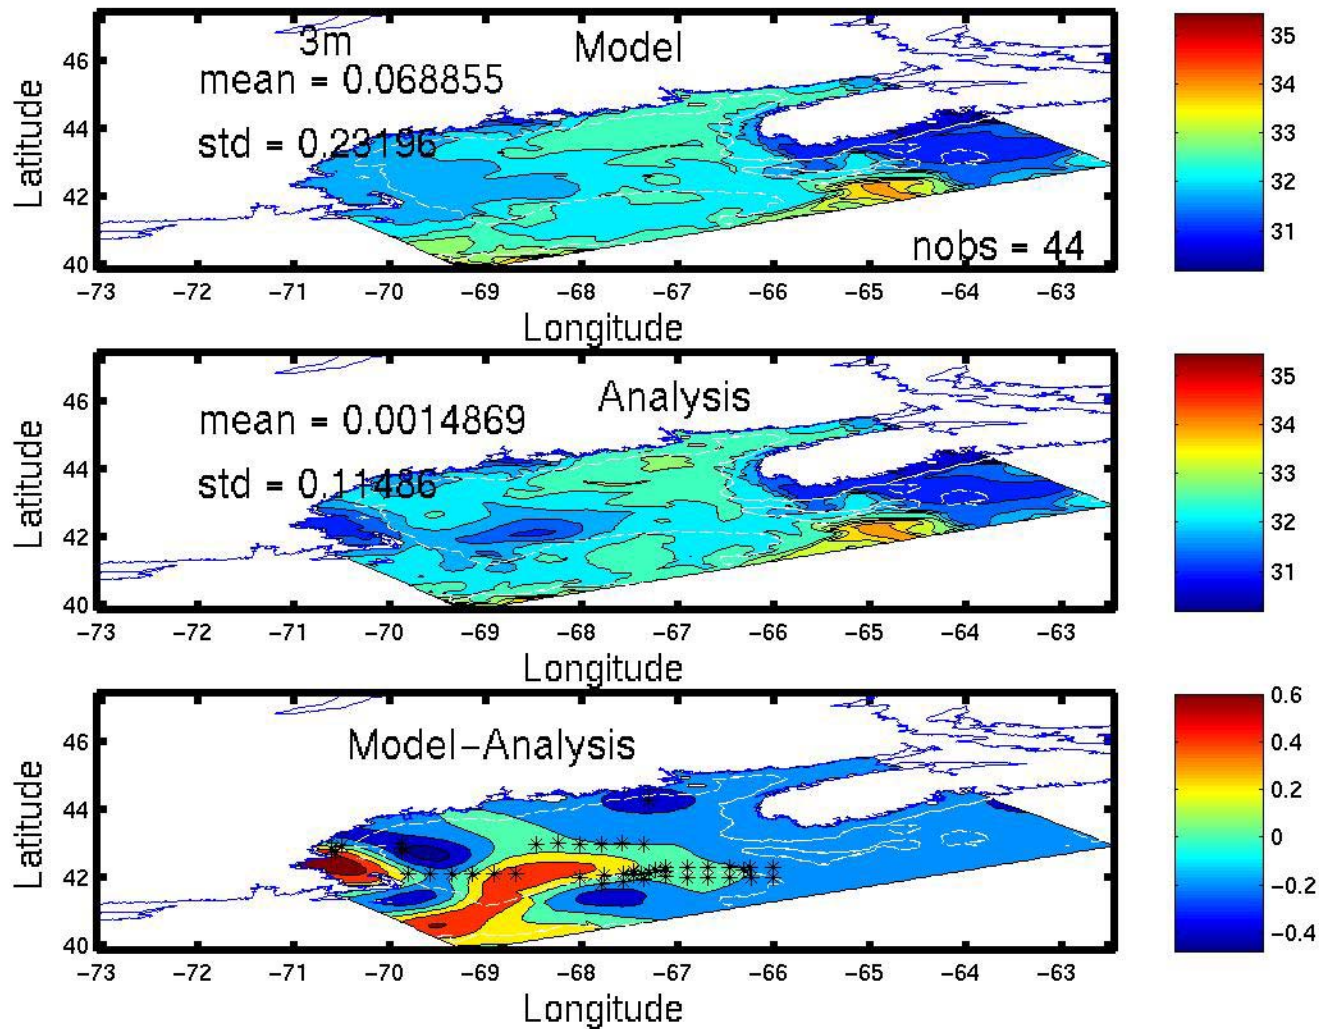 3m
Model
mean = 0.068855
std = 0.23196
nobs = 44
Latitude
46
44
42
40
−73 −72 −71 −70 −69 −68 −67 −66 −65 −64 −63
Longitude
35
34
33
32
31
Analysis
mean = 0.0014869
std = 0.11486
Latitude
46
44
42
40
−73 −72 −71 −70 −69 −68 −67 −66 −65 −64 −63
Longitude
35
34
33
32
31
Model−Analysis
Latitude
46
44
42
40
−73 −72 −71 −70 −69 −68 −67 −66 −65 −64 −63
Longitude
0.6
0.4
0.2
0
−0.2
−0.4